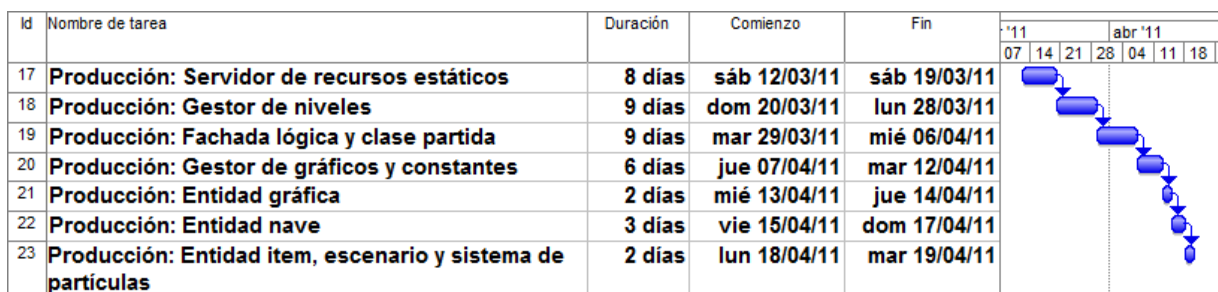 Id Nombre de tarea Duración Comienzo Fin
'11 abr '11
07 14 21 28 04 11 18
17 Producción: Servidor de recursos estáticos 8 días sáb 12/03/11 sáb 19/03/11
18 Producción: Gestor de niveles 9 días dom 20/03/11 lun 28/03/11
19 Producción: Fachada lógica y clase partida 9 días mar 29/03/11 mié 06/04/11
20 Producción: Gestor de gráficos y constantes 6 días jue 07/04/11 mar 12/04/11
21 Producción: Entidad gráfica 2 días mié 13/04/11 jue 14/04/11
22 Producción: Entidad nave 3 días vie 15/04/11 dom 17/04/11
23 Producción: Entidad item, escenario y sistema de 2 días lun 18/04/11 mar 19/04/11
partículas